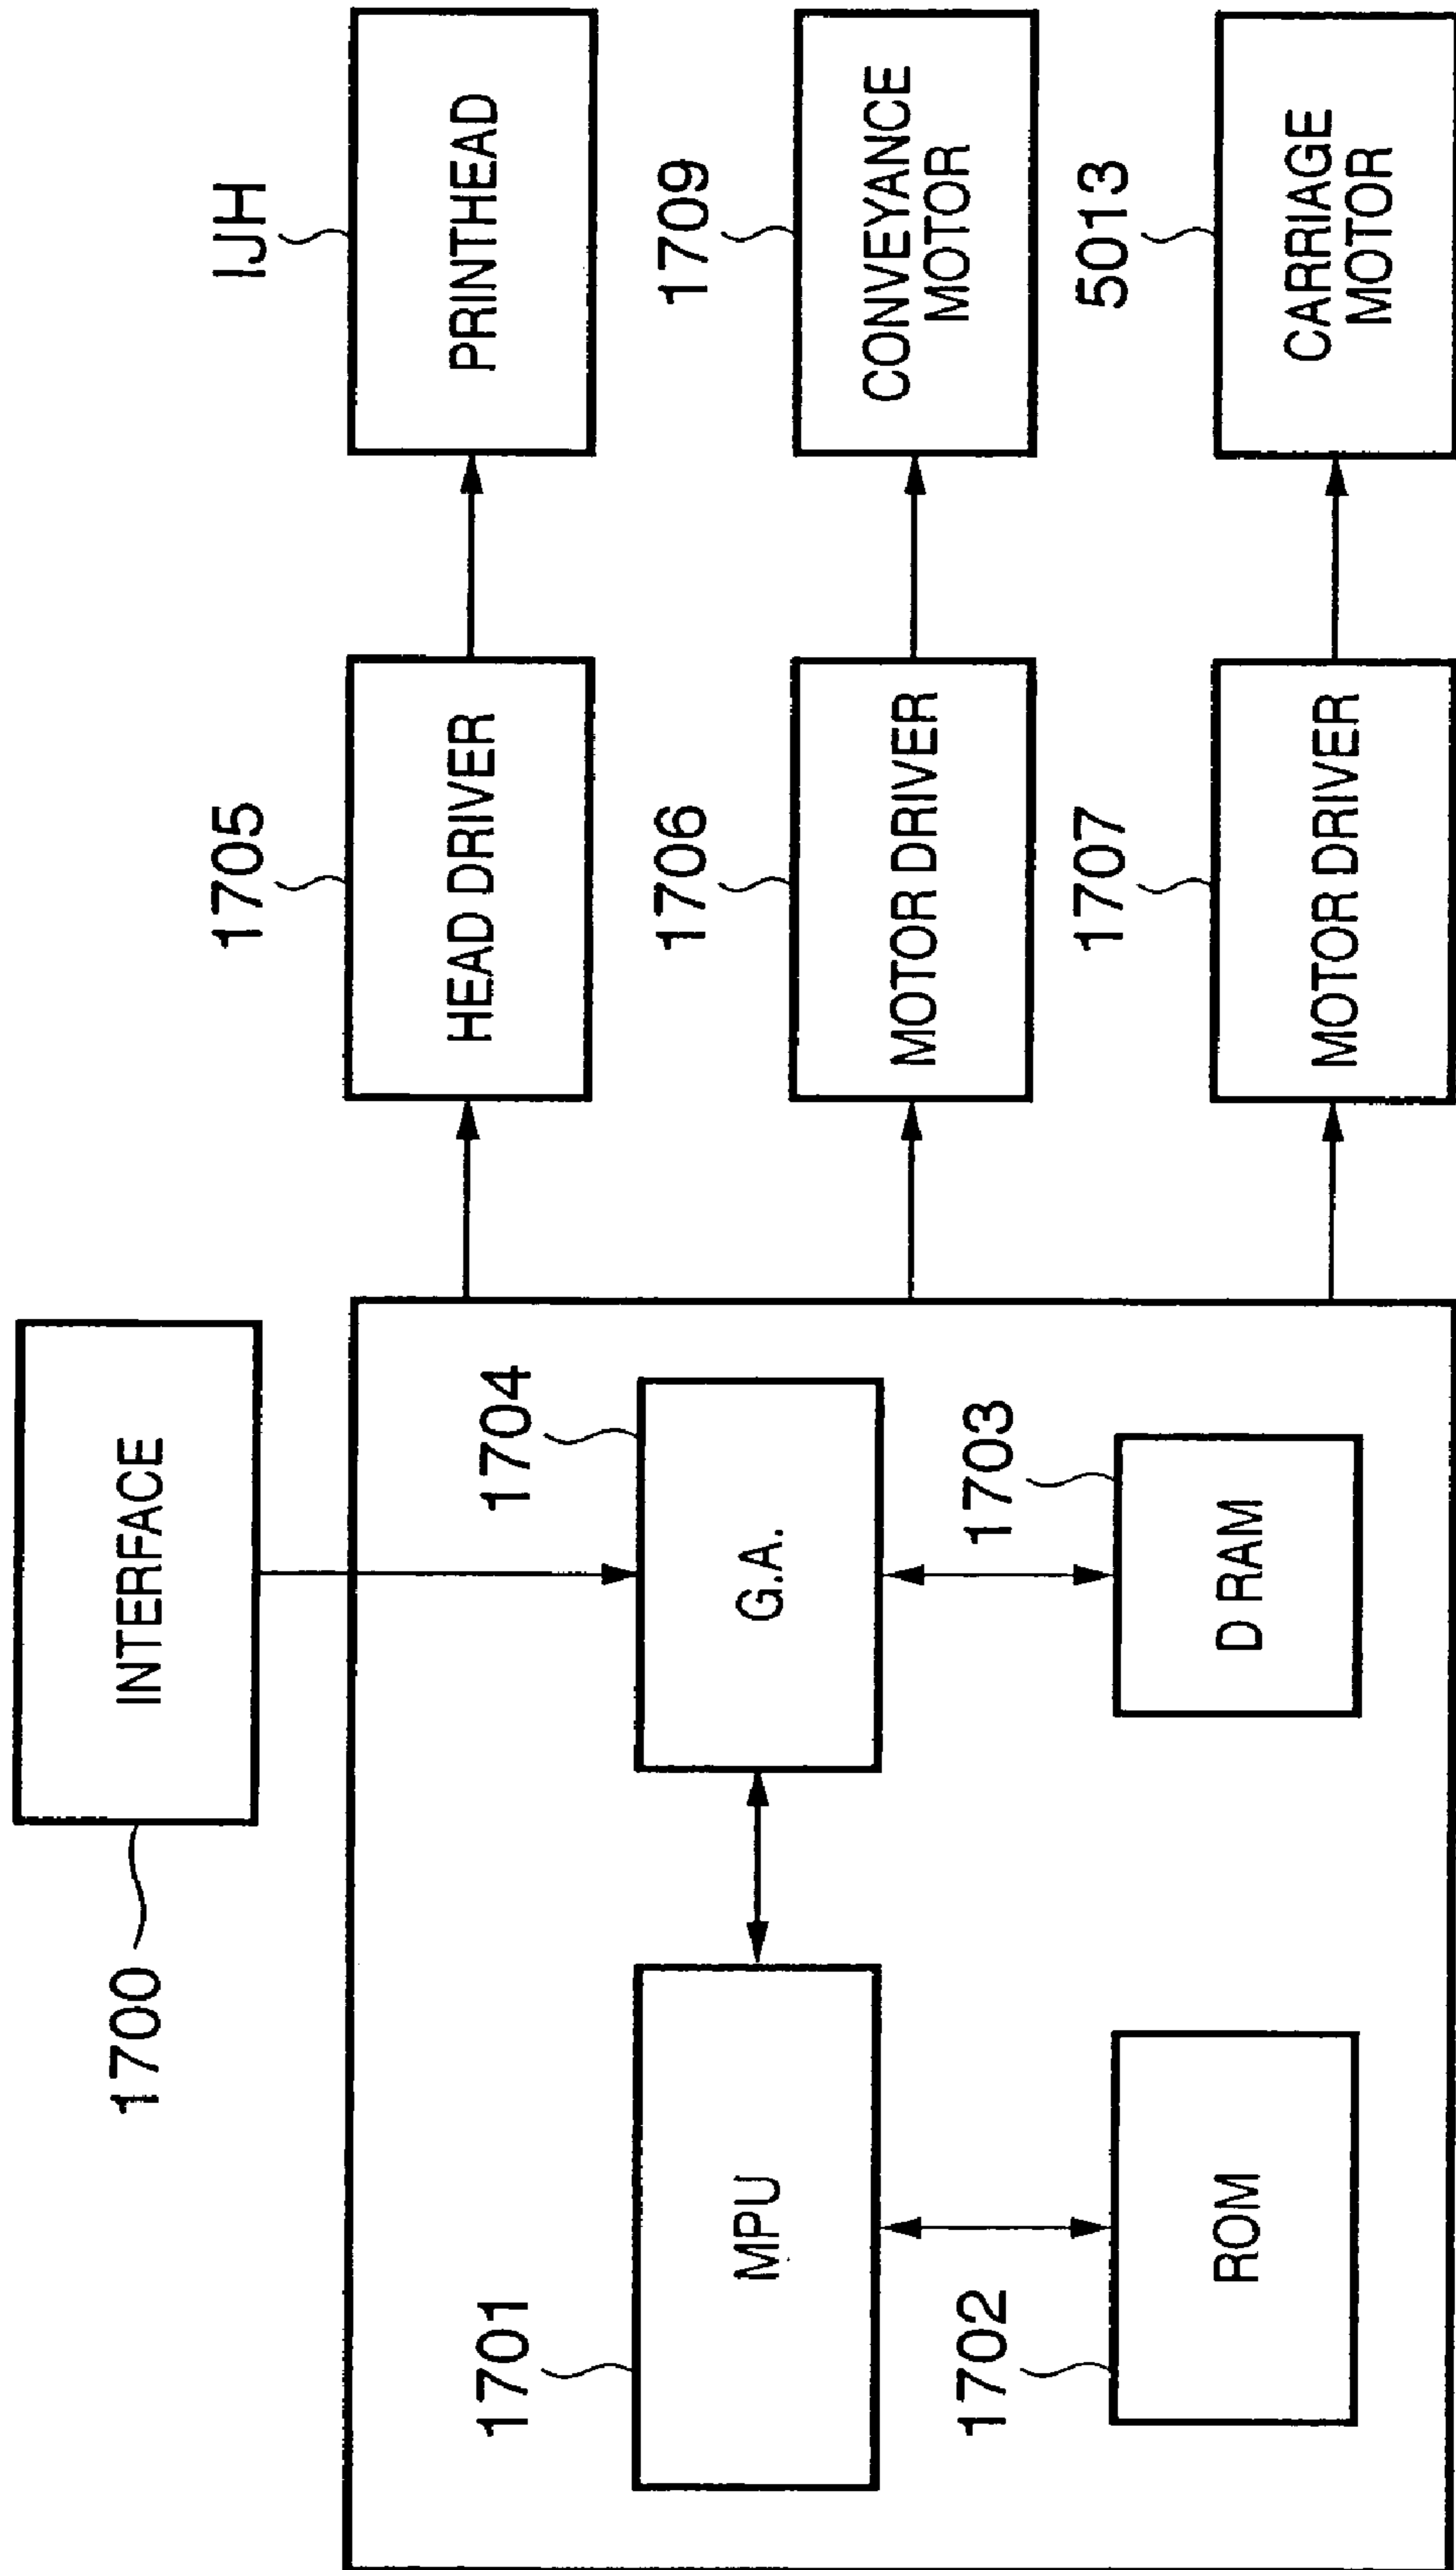 1700
INTERFACE
IJH
PRINTHEAD
1705
HEAD DRIVER
1704
G.A.
1701
MPU
1709
CONVEYANCE
MOTOR
1706
MOTOR DRIVER
1703
D RAM
1702
ROM
5013
CARRIAGE
MOTOR
1707
MOTOR DRIVER